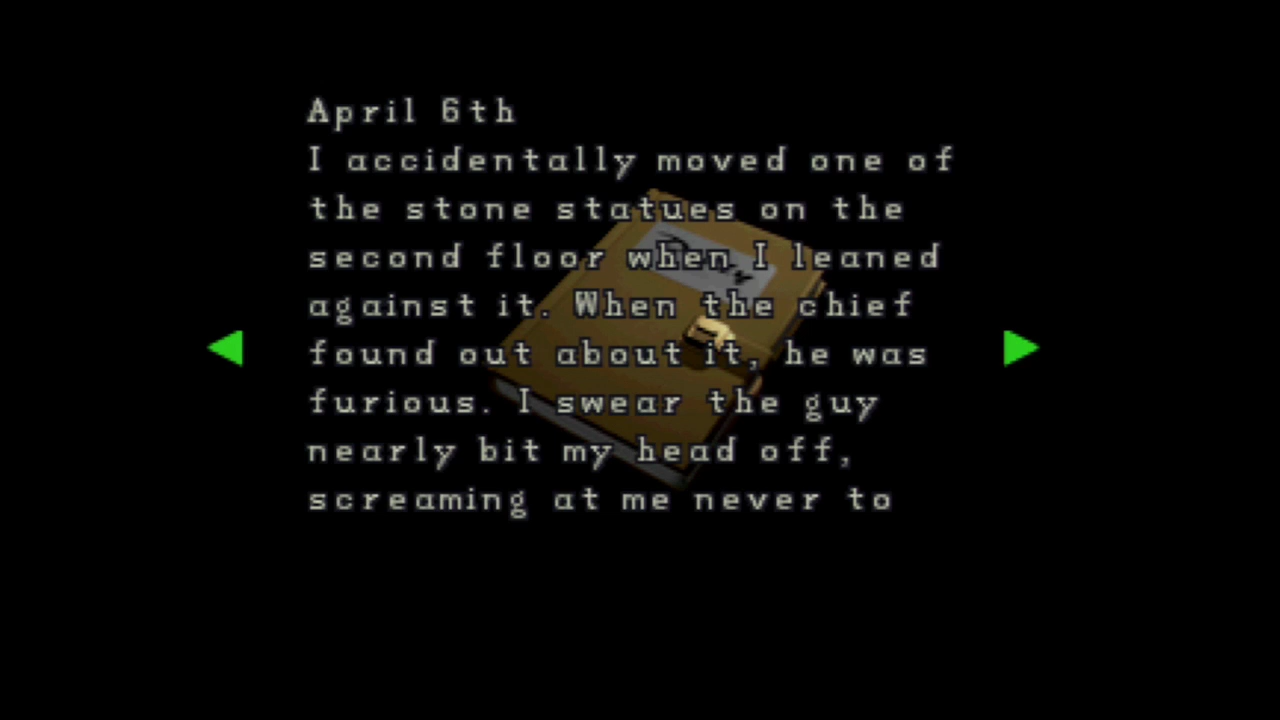 April 6th
I accidentally moved one of
the stone statues on the
second floor when I leaned
against it. When the chief
found out about it, he was
furious. I swear the guy
nearly bit my head off,
screaming at me never to